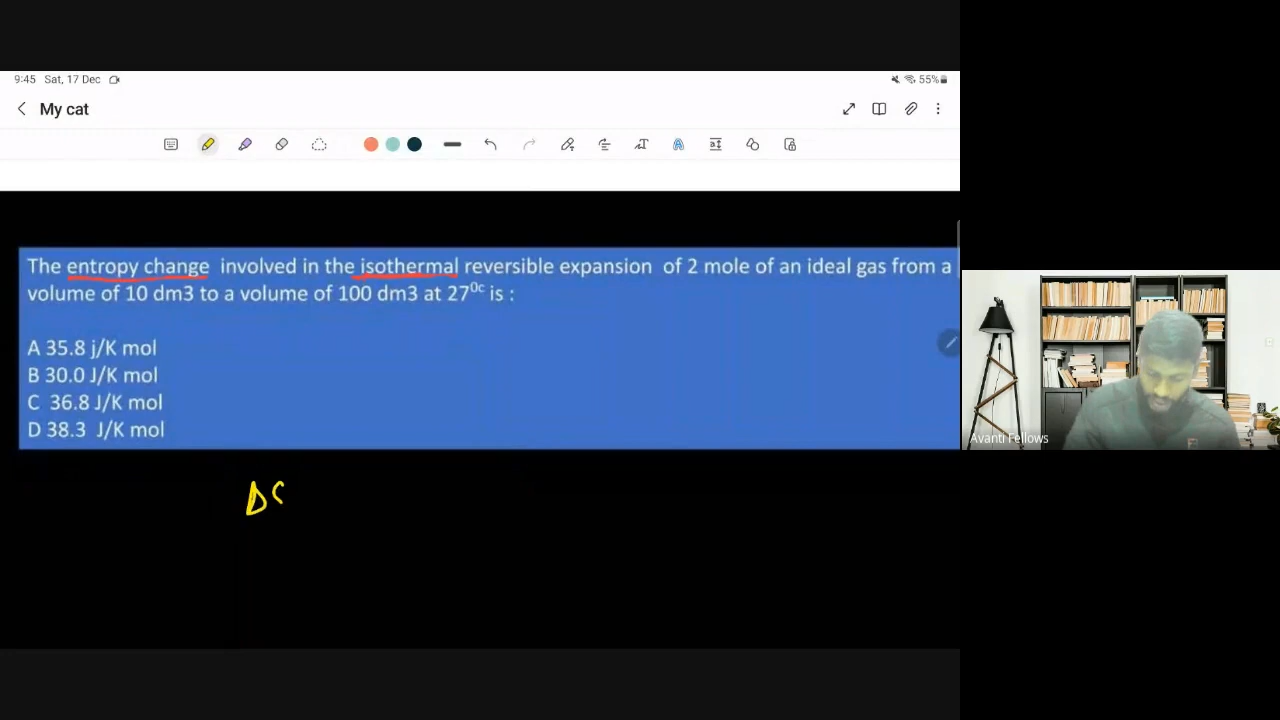 9:45 Sat, 17 Dec
55%
My cat
The entropy change involved in the isothermal reversible expansion of 2 mole of an ideal gas from a
volume of 10 dm3 to a volume of 100 dm3 at 27⁰ᶜ is :
A 35.8 j/K mol
B 30.0 J/K mol
C 36.8 J/K mol
D 38.3 J/K mol
Avanti Fellows